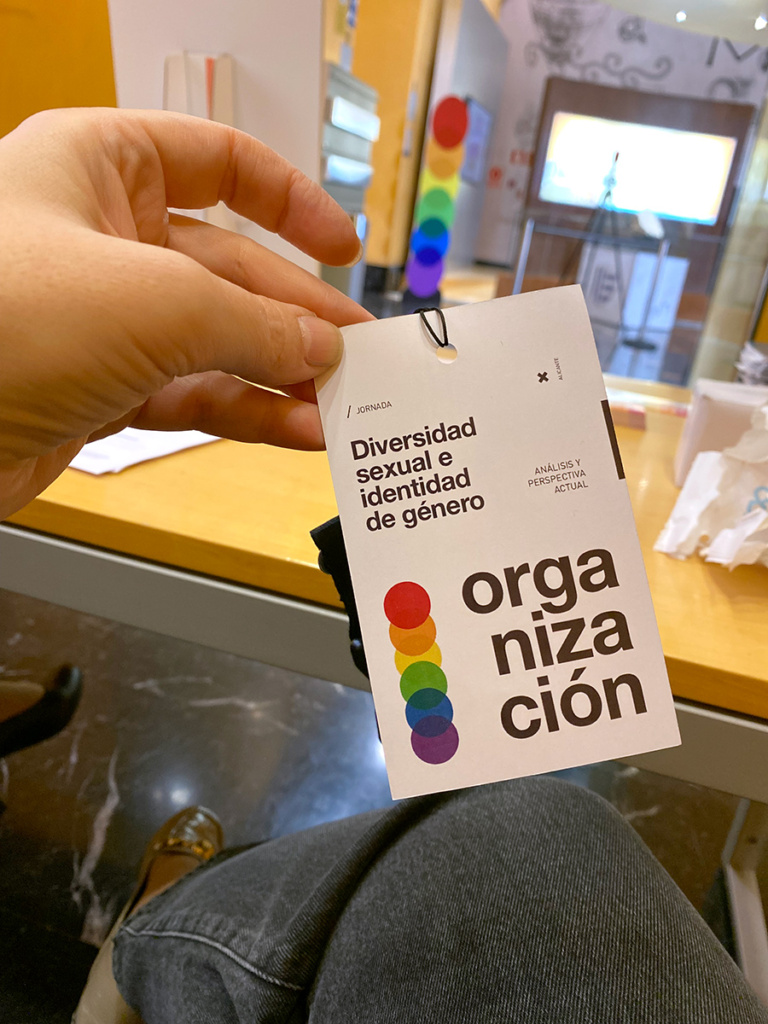 / JORNADA
Diversidad
sexual e
identidad
de género
ALICANTE
ANÁLISIS Y
PERSPECTIVA
ACTUAL
orga
niza
ción